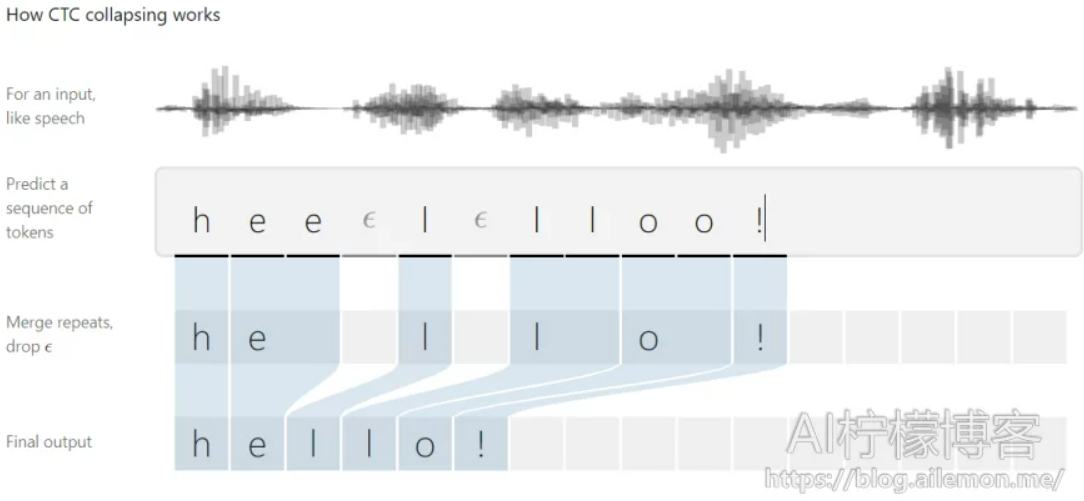 How CTC collapsing works
For an input,
like speech
Predict a
sequence of
tokens
h e e ϵ l ϵ l l o o !
Merge repeats,
drop ϵ
h e l l o !
Final output
h e l l o !
AI柠檬博客
https://blog.ailemon.me/